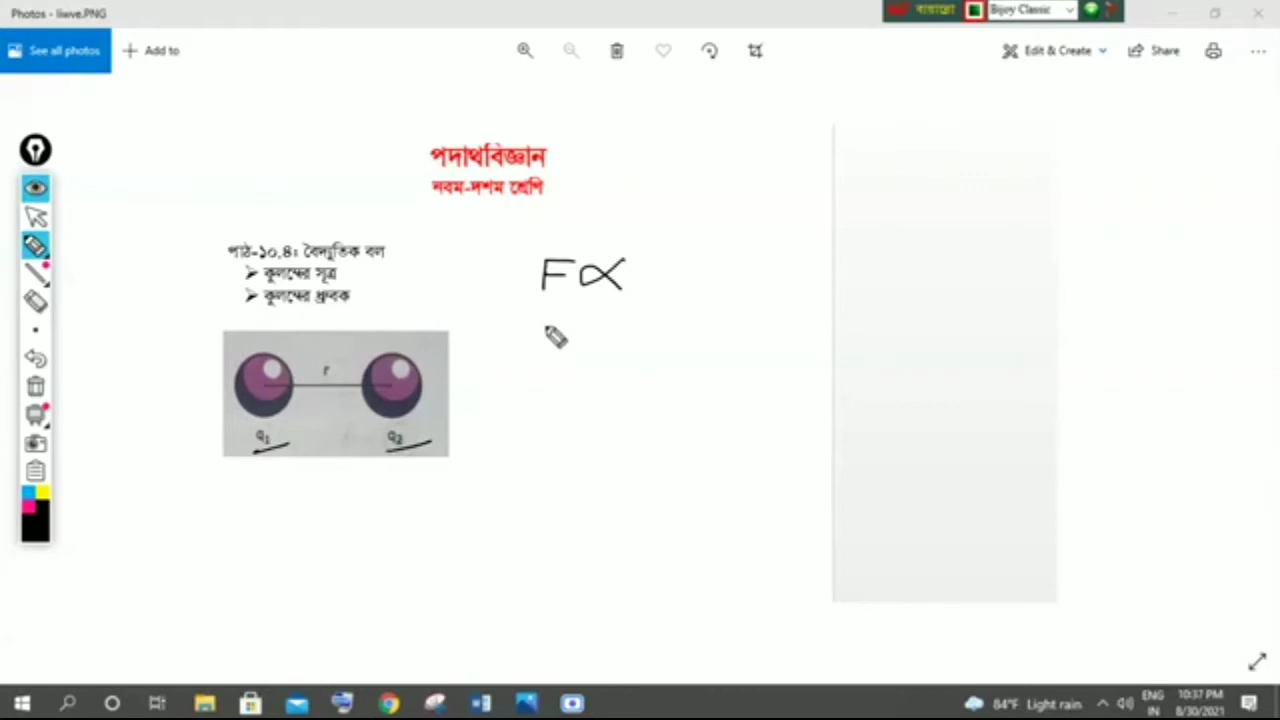 Photos - liwve.PNG
বায়ান্নো Bijoy Classic
See all photos Add to Edit & Create Share
পদাথবিজ্ঞান
নবম-দশম শ্রেণি
পাঠ-১০.৪ঃ বৈদ্যুতিক বল
➢ কুলম্বের সূত্র
➢ কুলম্বের ধ্রুবক
F∝
r
q₁ q₂
84°F Light rain ENG 10:37 PM
IN 8/30/2021